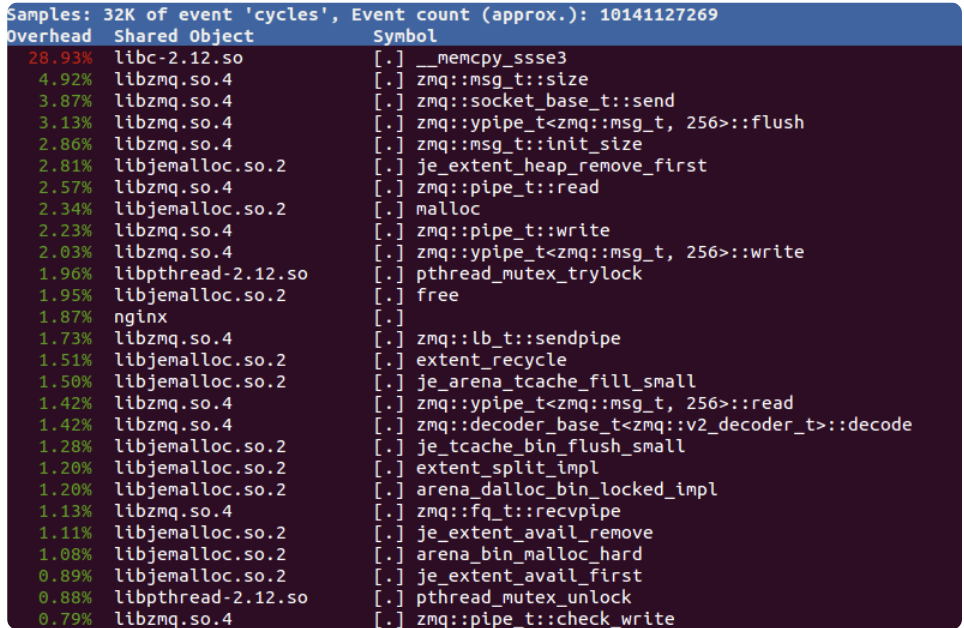 Samples: 32K of event 'cycles', Event count (approx.): 10141127269
Overhead  Shared Object          Symbol
28.93%  libc-2.12.so           [.] __memcpy_ssse3
4.92%  libzmq.so.4            [.] zmq::msg_t::size
3.87%  libzmq.so.4            [.] zmq::socket_base_t::send
3.13%  libzmq.so.4            [.] zmq::ypipe_t<zmq::msg_t, 256>::flush
2.86%  libzmq.so.4            [.] zmq::msg_t::init_size
2.81%  libjemalloc.so.2       [.] je_extent_heap_remove_first
2.57%  libzmq.so.4            [.] zmq::pipe_t::read
2.34%  libjemalloc.so.2       [.] malloc
2.23%  libzmq.so.4            [.] zmq::pipe_t::write
2.03%  libzmq.so.4            [.] zmq::ypipe_t<zmq::msg_t, 256>::write
1.96%  libpthread-2.12.so     [.] pthread_mutex_trylock
1.95%  libjemalloc.so.2       [.] free
1.87%  nginx                  [.]
1.73%  libzmq.so.4            [.] zmq::lb_t::sendpipe
1.51%  libjemalloc.so.2       [.] extent_recycle
1.50%  libjemalloc.so.2       [.] je_arena_tcache_fill_small
1.42%  libzmq.so.4            [.] zmq::ypipe_t<zmq::msg_t, 256>::read
1.42%  libzmq.so.4            [.] zmq::decoder_base_t<zmq::v2_decoder_t>::decode
1.28%  libjemalloc.so.2       [.] je_tcache_bin_flush_small
1.20%  libjemalloc.so.2       [.] extent_split_impl
1.20%  libjemalloc.so.2       [.] arena_dalloc_bin_locked_impl
1.13%  libzmq.so.4            [.] zmq::fq_t::recvpipe
1.11%  libjemalloc.so.2       [.] je_extent_avail_remove
1.08%  libjemalloc.so.2       [.] arena_bin_malloc_hard
0.89%  libjemalloc.so.2       [.] je_extent_avail_first
0.88%  libpthread-2.12.so     [.] pthread_mutex_unlock
0.79%  libzmq.so.4            [.] zmq::pipe_t::check_write